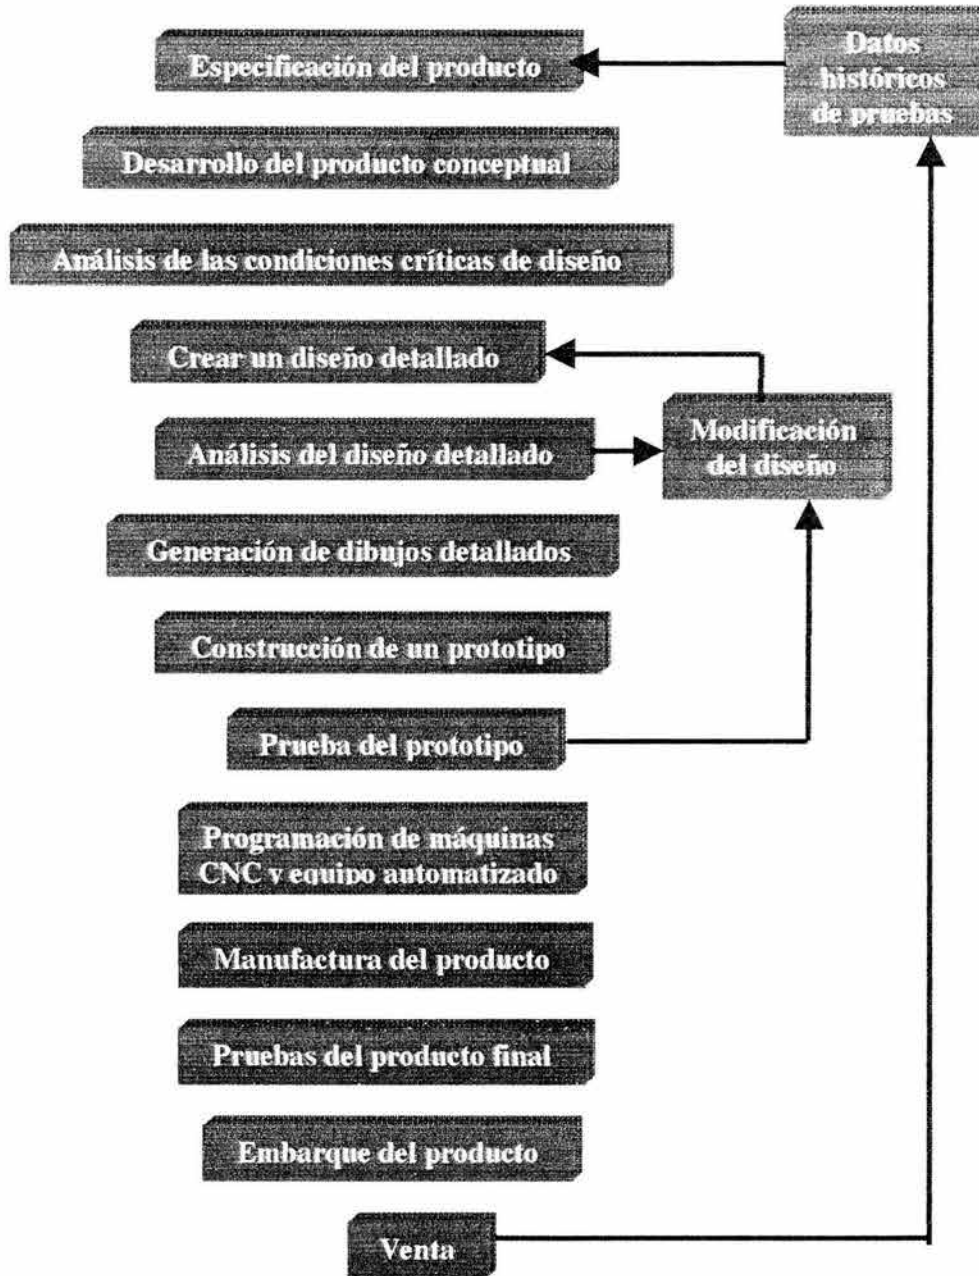 Especificación del producto
Datos
históricos
de pruebas
Desarrollo del producto conceptual
Análisis de las condiciones críticas de diseño
Crear un diseño detallado
Análisis del diseño detallado
Modificación
del diseño
Generación de dibujos detallados
Construcción de un prototipo
Prueba del prototipo
Programación de máquinas
CNC y equipo automatizado
Manufactura del producto
Pruebas del producto final
Embarque del producto
Venta